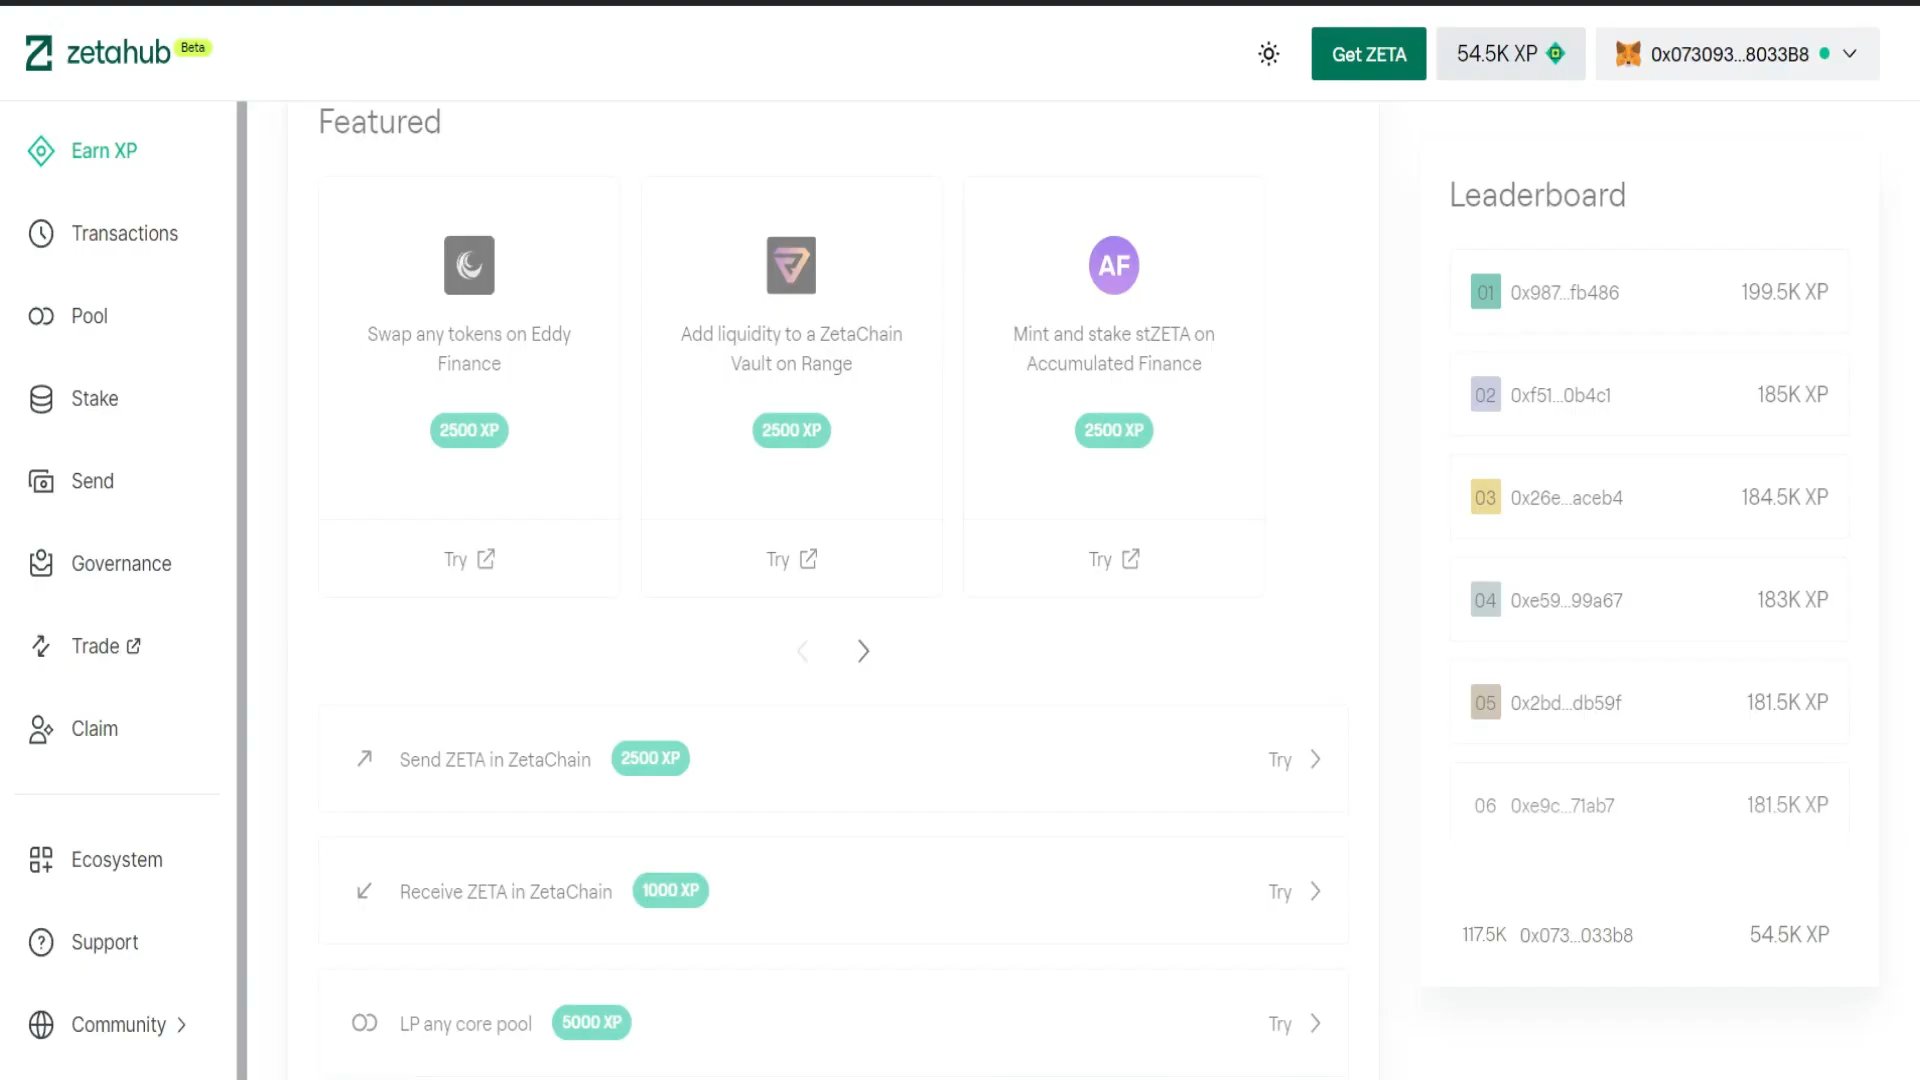 zetahub Beta
Get ZETA
54.5K XP
0x073093...8033B8
Earn XP
Transactions
Pool
Stake
Send
Governance
Trade
Claim
Ecosystem
Support
Community
Featured
Swap any tokens on Eddy
Finance
2500 XP
Try
Add liquidity to a ZetaChain
Vault on Range
2500 XP
Try
AF
Mint and stake stZETA on
Accumulated Finance
2500 XP
Try
Send ZETA in ZetaChain 2500 XP Try
Receive ZETA in ZetaChain 1000 XP Try
LP any core pool 5000 XP Try
Leaderboard
01 0x987...fb486 199.5K XP
02 0xf51...0b4c1 185K XP
03 0x26e...aceb4 184.5K XP
04 0xe59...99a67 183K XP
05 0x2bd...db59f 181.5K XP
06 0xe9c...71ab7 181.5K XP
117.5K 0x073...033b8 54.5K XP